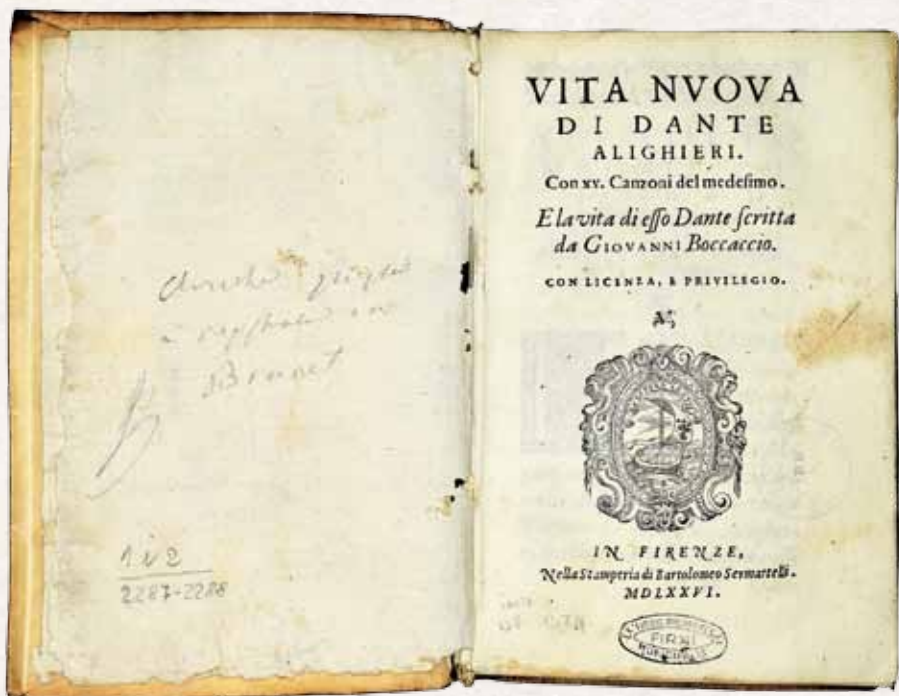 Brunet
1 i 2
2287-2288
VITA NVOVA
DI DANTE
ALIGHIERI.
Con xv. Canzoni del medesimo.
E la vita di esso Dante scritta
da GIOVANNI Boccaccio.
CON LICENZA, E PRIVILEGIO.
IN FIRENZE,
Nella Stamperia di Bartolomeo Sermartelli.
MDLXXVI.